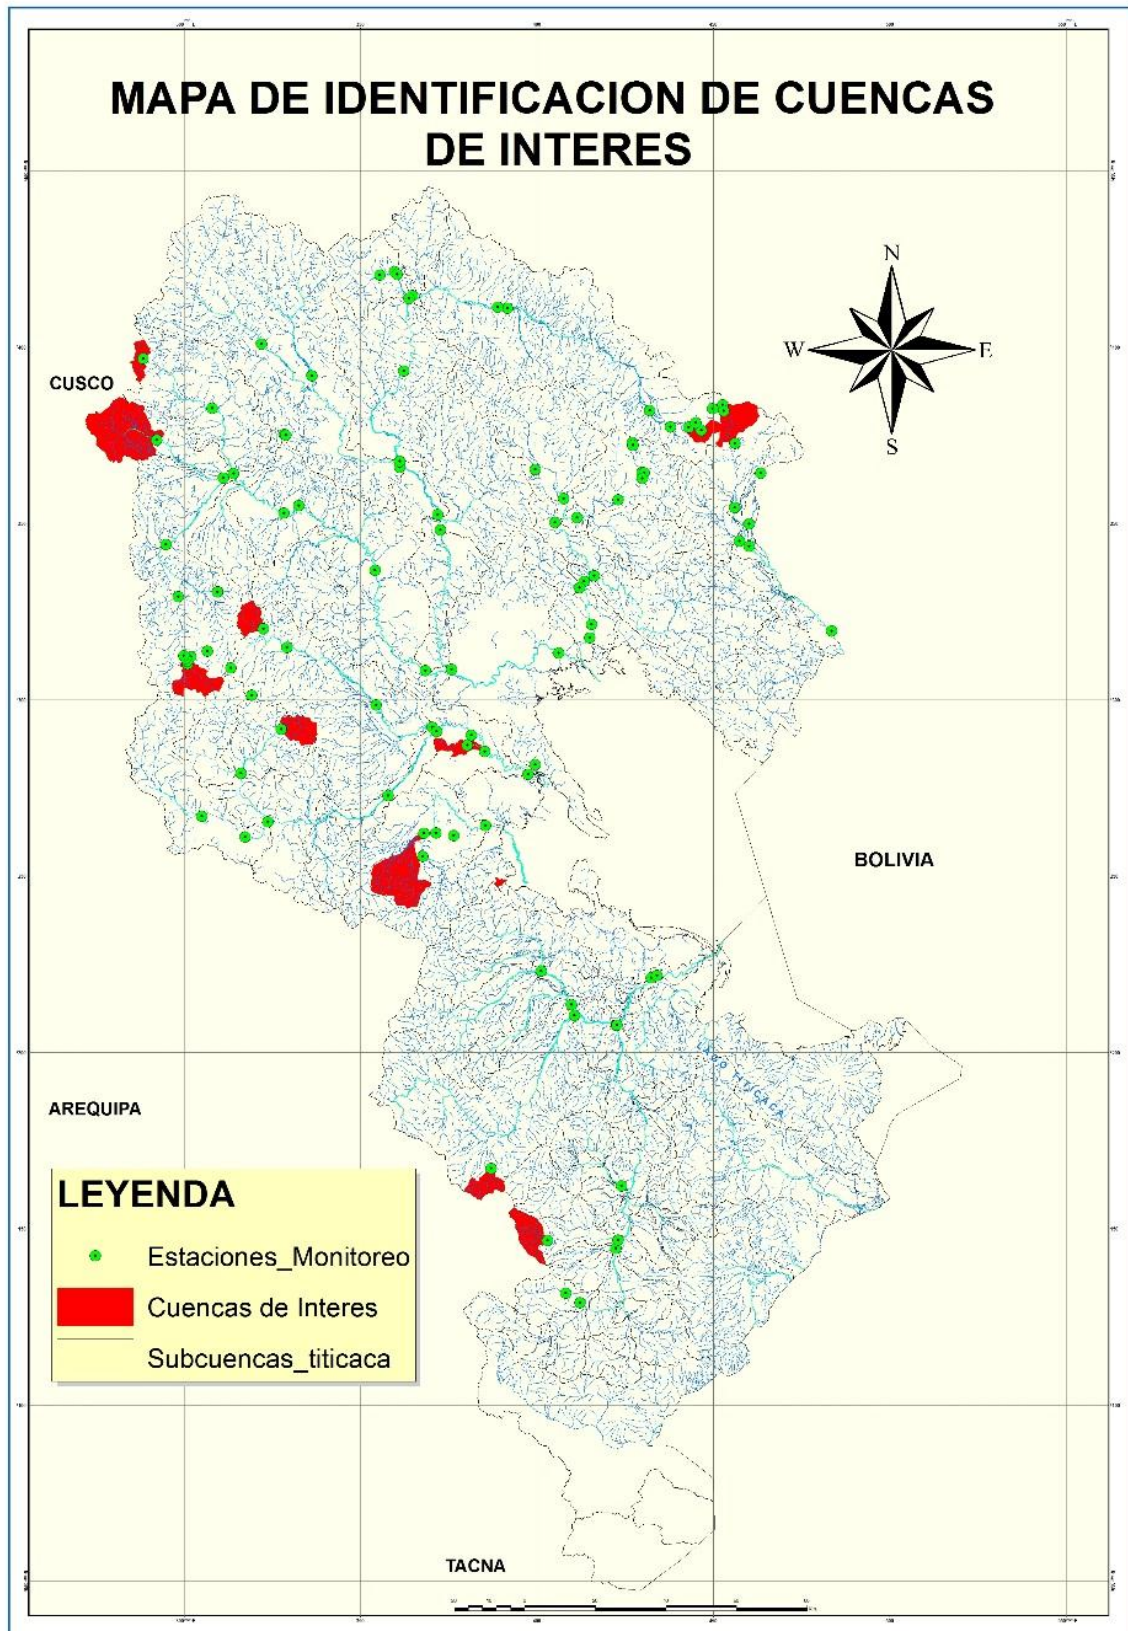 MAPA DE IDENTIFICACION DE CUENCAS
DE INTERES
N
W
E
S
CUSCO
BOLIVIA
AREQUIPA
LEYENDA
Estaciones_Monitoreo
Cuencas de Interes
Subcuencas_titicaca
TACNA